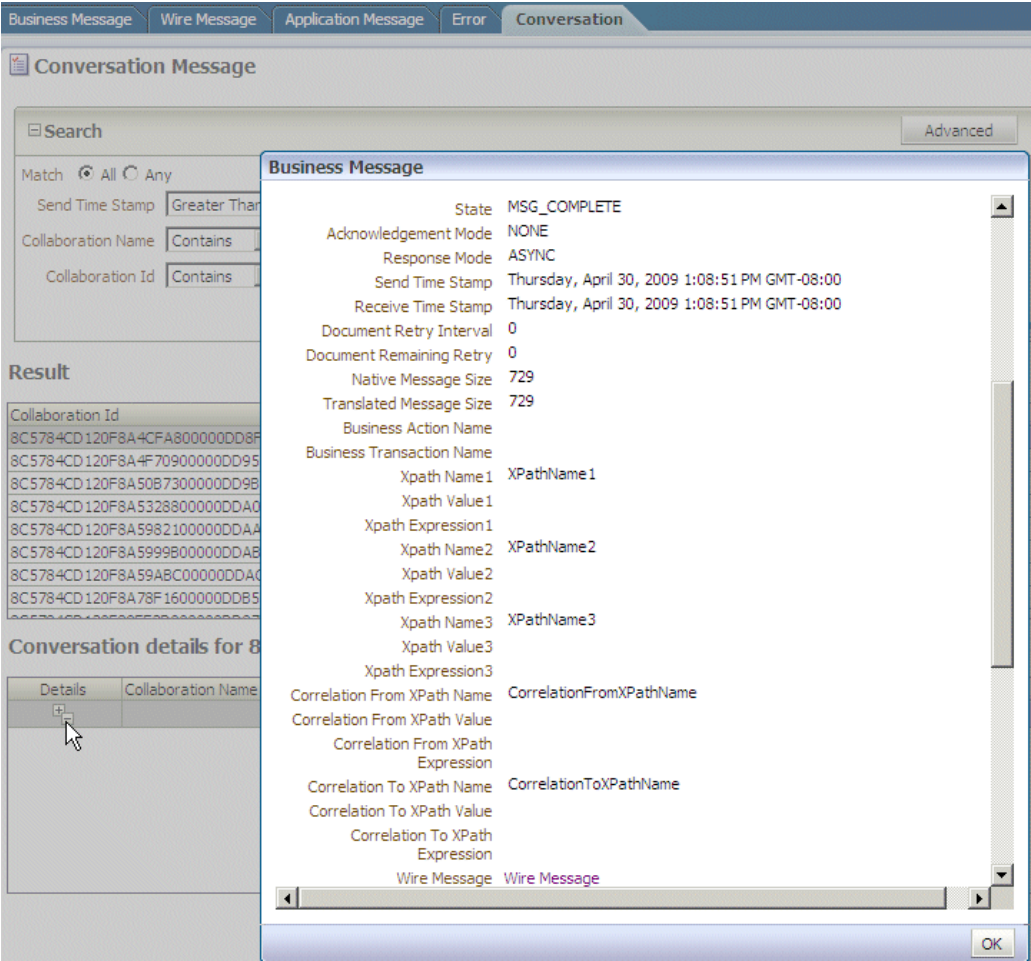 Business Message Wire Message Application Message Error Conversation
Conversation Message
Search
Advanced
Match All Any
Send Time Stamp Greater Than
Collaboration Name Contains
Collaboration Id Contains
Result
Collaboration Id
8C5784CD120F8A4CFA800000DD8F
8C5784CD120F8A4F70900000DD95
8C5784CD120F8A50B7300000DD9B
8C5784CD120F8A5328800000DDA0
8C5784CD120F8A5982100000DDAA
8C5784CD120F8A5999B00000DDAB
8C5784CD120F8A59ABC00000DDAC
8C5784CD120F8A78F1600000DDB5
Conversation details for 8
Details Collaboration Name
Business Message
State MSG_COMPLETE
Acknowledgement Mode NONE
Response Mode ASYNC
Send Time Stamp Thursday, April 30, 2009 1:08:51 PM GMT-08:00
Receive Time Stamp Thursday, April 30, 2009 1:08:51 PM GMT-08:00
Document Retry Interval 0
Document Remaining Retry 0
Native Message Size 729
Translated Message Size 729
Business Action Name
Business Transaction Name
Xpath Name1 XPathName1
Xpath Value1
Xpath Expression1
Xpath Name2 XPathName2
Xpath Value2
Xpath Expression2
Xpath Name3 XPathName3
Xpath Value3
Xpath Expression3
Correlation From XPath Name CorrelationFromXPathName
Correlation From XPath Value
Correlation From XPath
Expression
Correlation To XPath Name CorrelationToXPathName
Correlation To XPath Value
Correlation To XPath
Expression
Wire Message Wire Message
OK